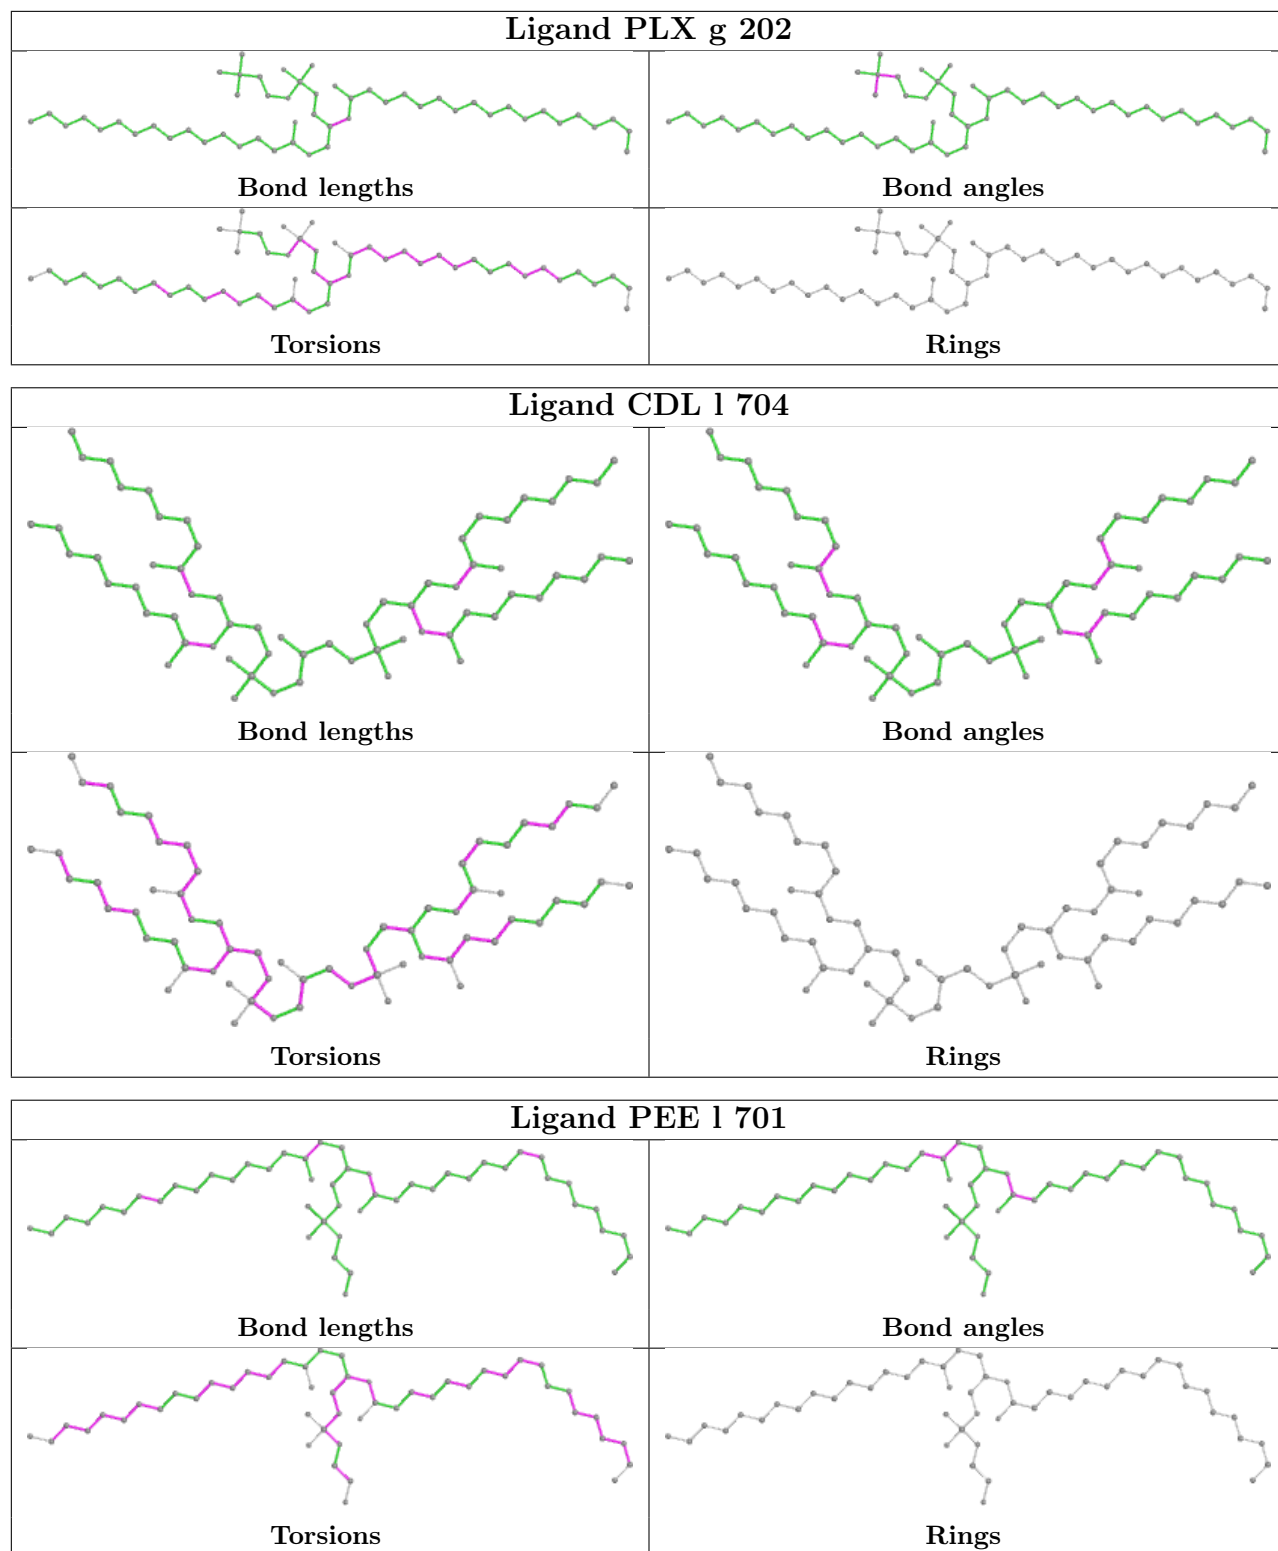 Ligand PLX g 202
Bond lengths
Bond angles
Torsions
Rings
Ligand CDL l 704
Bond lengths
Bond angles
Torsions
Rings
Ligand PEE l 701
Bond lengths
Bond angles
Torsions
Rings